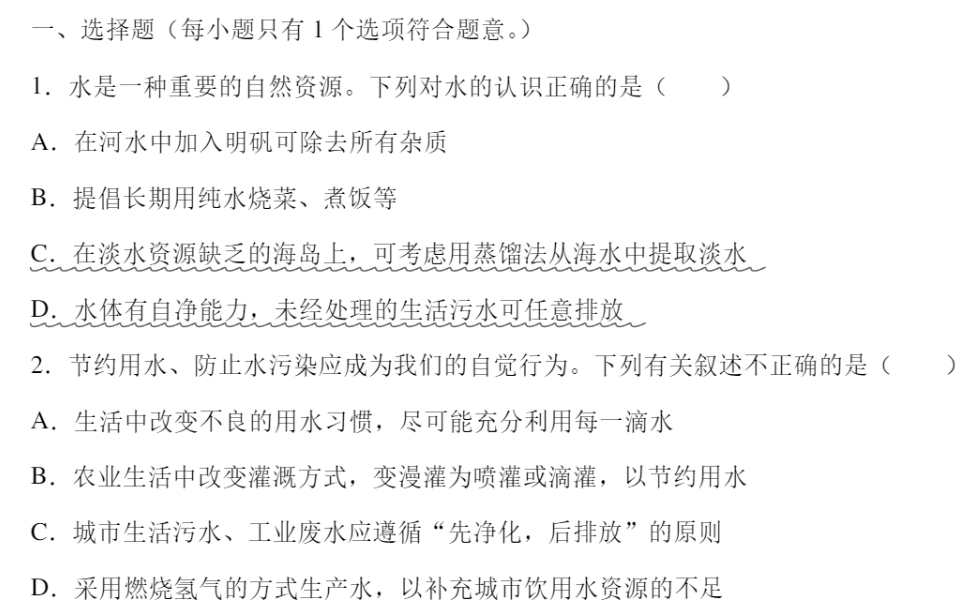 一、选择题（每小题只有 1 个选项符合题意。）
1．水是一种重要的自然资源。下列对水的认识正确的是（　　）
A．在河水中加入明矾可除去所有杂质
B．提倡长期用纯水烧菜、煮饭等
C．在淡水资源缺乏的海岛上，可考虑用蒸馏法从海水中提取淡水
D．水体有自净能力，未经处理的生活污水可任意排放
2．节约用水、防止水污染应成为我们的自觉行为。下列有关叙述不正确的是（　　）
A．生活中改变不良的用水习惯，尽可能充分利用每一滴水
B．农业生活中改变灌溉方式，变漫灌为喷灌或滴灌，以节约用水
C．城市生活污水、工业废水应遵循“先净化，后排放”的原则
D．采用燃烧氢气的方式生产水，以补充城市饮用水资源的不足